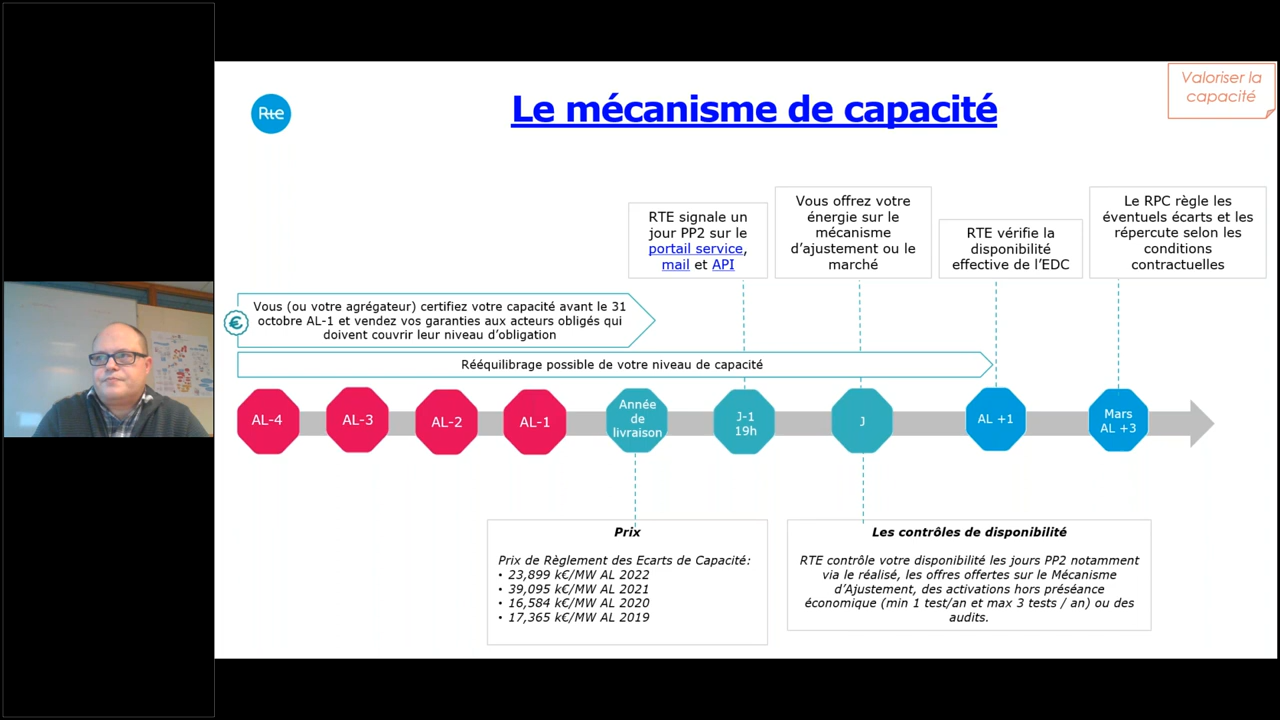 Valoriser la
capacité
Rte
Le mécanisme de capacité
RTE signale un
jour PP2 sur le
portail service,
mail et API
Vous offrez votre
énergie sur le
mécanisme
d’ajustement ou le
marché
RTE vérifie la
disponibilité
effective de l’EDC
Le RPC règle les
éventuels écarts et les
répercute selon les
conditions
contractuelles
€
Vous (ou votre agrégateur) certifiez votre capacité avant le 31
octobre AL-1 et vendez vos garanties aux acteurs obligés qui
doivent couvrir leur niveau d’obligation
Rééquilibrage possible de votre niveau de capacité
AL-4
AL-3
AL-2
AL-1
Année
de
livraison
J-1
19h
J
AL +1
Mars
AL +3
Prix
Prix de Règlement des Ecarts de Capacité:
• 23,899 k€/MW AL 2022
• 39,095 k€/MW AL 2021
• 16,584 k€/MW AL 2020
• 17,365 k€/MW AL 2019
Les contrôles de disponibilité
RTE contrôle votre disponibilité les jours PP2 notamment
via le réalisé, les offres offertes sur le Mécanisme
d’Ajustement, des activations hors préséance
économique (min 1 test/an et max 3 tests / an) ou des
audits.